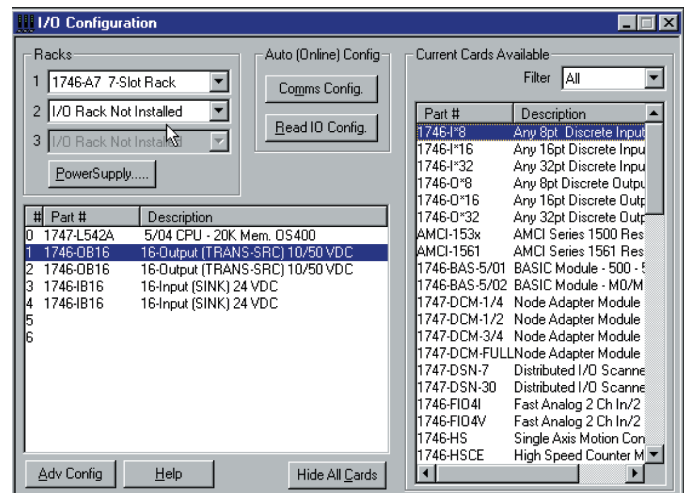 I/O Configuration
Racks
1 1746-A7 7-Slot Rack
2 I/O Rack Not Installed
3 I/O Rack Not Installed
PowerSupply.....
Auto (Online) Config
Comms Config.
Read IO Config.
# Part # Description
0 1747-L542A 5/04 CPU - 20K Mem. OS400
1 1746-OB16 16-Output (TRANS-SRC) 10/50 VDC
2 1746-OB16 16-Output (TRANS-SRC) 10/50 VDC
3 1746-IB16 16-Input (SINK) 24 VDC
4 1746-IB16 16-Input (SINK) 24 VDC
5
6
Adv Config
Help
Hide All Cards
Current Cards Available
Filter All
Part # Description
1746-I*8 Any 8pt Discrete Input
1746-I*16 Any 16pt Discrete Inpu
1746-I*32 Any 32pt Discrete Inpu
1746-O*8 Any 8pt Discrete Outpu
1746-O*16 Any 16pt Discrete Outp
1746-O*32 Any 32pt Discrete Outp
AMCI-153x AMCI Series 1500 Res
AMCI-1561 AMCI Series 1561 Res
1746-BAS-5/01 BASIC Module - 500 - 5
1746-BAS-5/02 BASIC Module - M0/M
1747-DCM-1/4 Node Adapter Module
1747-DCM-1/2 Node Adapter Module
1747-DCM-3/4 Node Adapter Module
1747-DCM-FULL Node Adapter Module
1747-DSN-7 Distributed I/O Scanne
1747-DSN-30 Distributed I/O Scanne
1746-FIO4I Fast Analog 2 Ch In/2
1746-FIO4V Fast Analog 2 Ch In/2
1746-HS Single Axis Motion Con
1746-HSCE High Speed Counter M